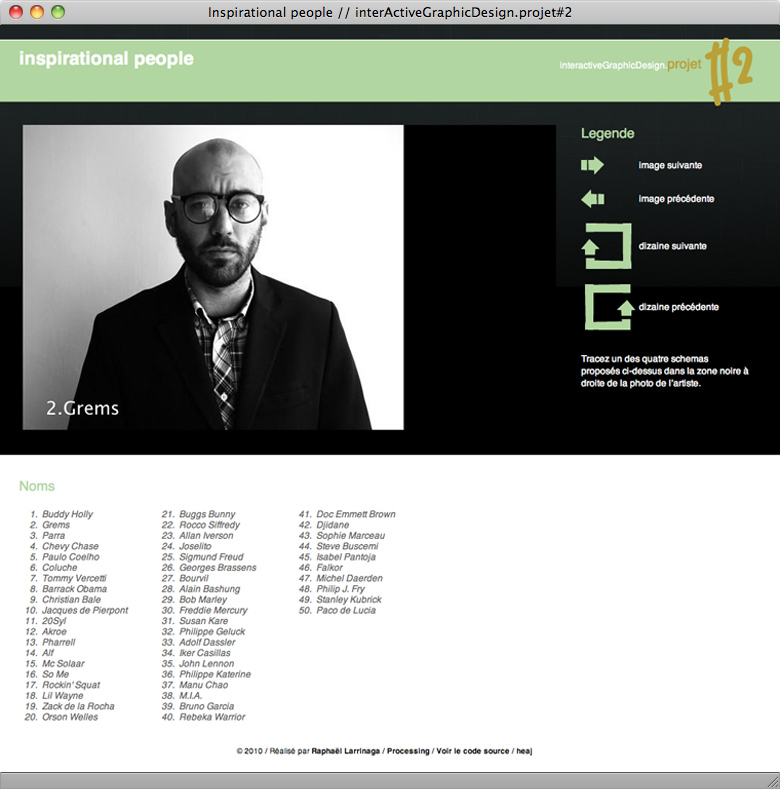 Inspirational people // interActiveGraphicDesign.projet#2
inspirational people
interactiveGraphicDesign.projet #2
2.Grems
Legende
image suivante
image précédente
dizaine suivante
dizaine précédente
Tracez un des quatre schemas
proposés ci-dessus dans la zone noire à
droite de la photo de l'artiste.
Noms
1. Buddy Holly
2. Grems
3. Parra
4. Chevy Chase
5. Paulo Coelho
6. Coluche
7. Tommy Vercetti
8. Barrack Obama
9. Christian Bale
10. Jacques de Pierpont
11. 20Syl
12. Akroe
13. Pharrell
14. Alf
15. Mc Solaar
16. So Me
17. Rockin' Squat
18. Lil Wayne
19. Zack de la Rocha
20. Orson Welles
21. Buggs Bunny
22. Rocco Siffredy
23. Allan Iverson
24. Joselito
25. Sigmund Freud
26. Georges Brassens
27. Bourvil
28. Alain Bashung
29. Bob Marley
30. Freddie Mercury
31. Susan Kare
32. Philippe Geluck
33. Adolf Dassler
34. Iker Casillas
35. John Lennon
36. Philippe Katerine
37. Manu Chao
38. M.I.A.
39. Bruno Garcia
40. Rebeka Warrior
41. Doc Emmett Brown
42. Djidane
43. Sophie Marceau
44. Steve Buscemi
45. Isabel Pantoja
46. Falkor
47. Michel Daerden
48. Philip J. Fry
49. Stanley Kubrick
50. Paco de Lucia
© 2010 / Réalisé par Raphaël Larrinaga / Processing / Voir le code source / heaj